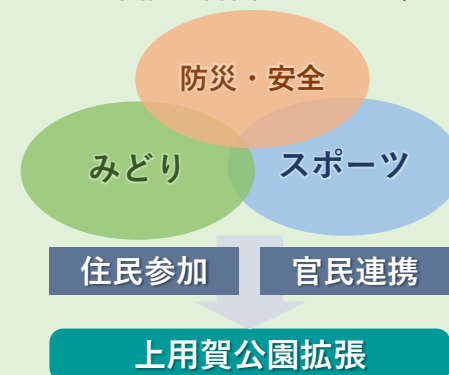 防災・安全
みどり
スポーツ
住民参加
官民連携
上用賀公園拡張